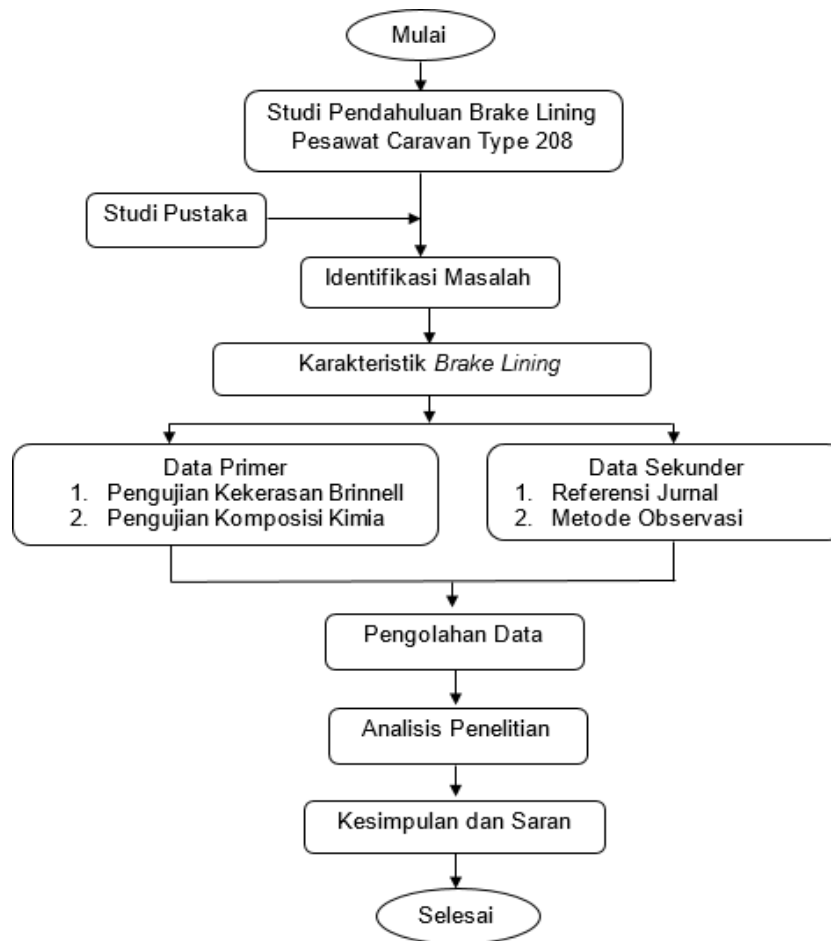 Mulai
Studi Pendahuluan Brake Lining
Pesawat Caravan Type 208
Studi Pustaka
Identifikasi Masalah
Karakteristik Brake Lining
Data Primer
1. Pengujian Kekerasan Brinnell
2. Pengujian Komposisi Kimia
Data Sekunder
1. Referensi Jurnal
2. Metode Observasi
Pengolahan Data
Analisis Penelitian
Kesimpulan dan Saran
Selesai